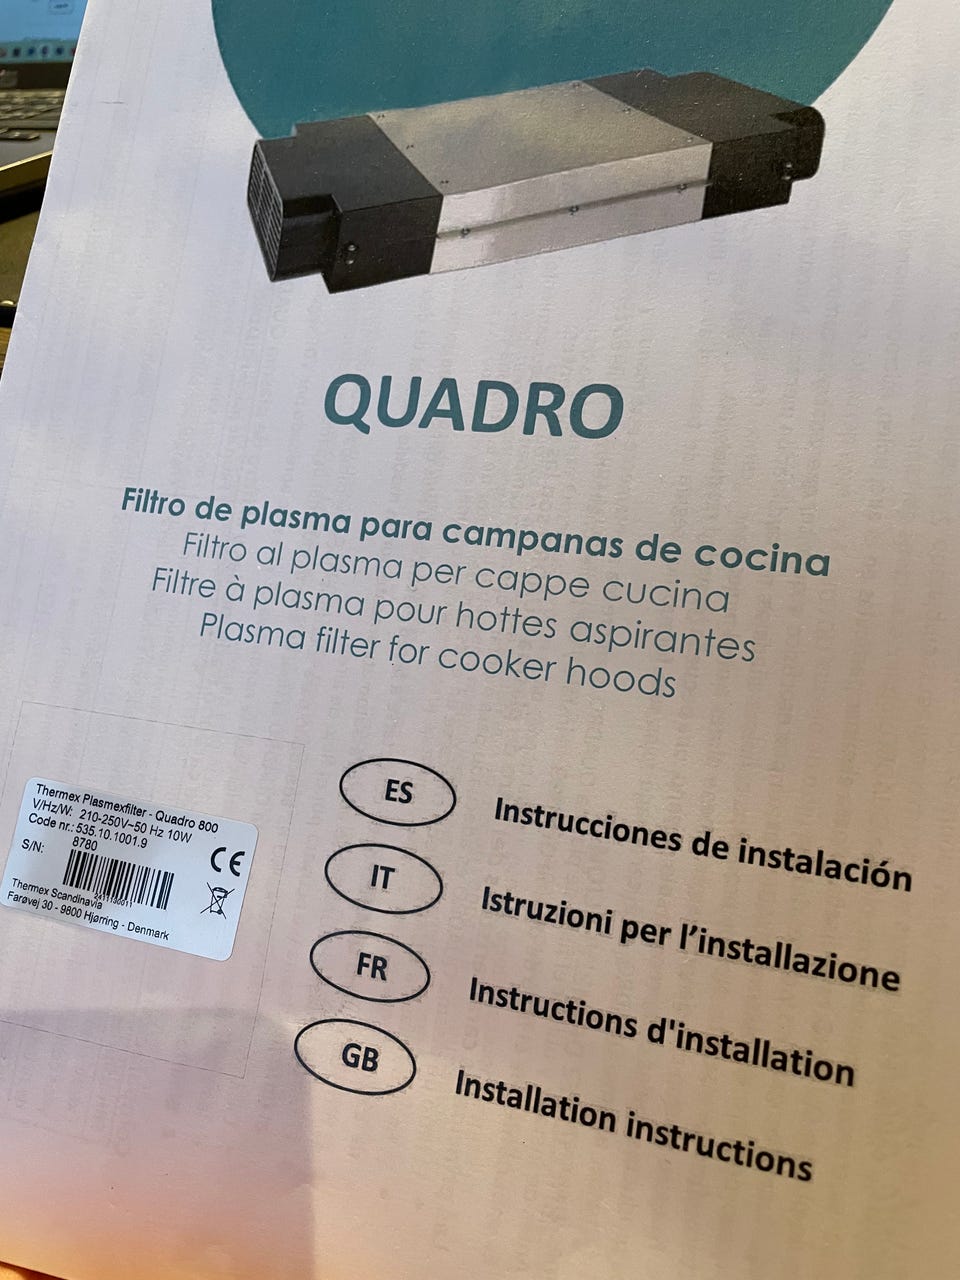 QUADRO
Filtro de plasma para campanas de cocina
Filtro al plasma per cappe cucina
Filtre à plasma pour hottes aspirantes
Plasma filter for cooker hoods
Thermex Plasmexfilter - Quadro 800
V/Hz/W: 210-250V~50 Hz 10W
Code nr.: 535.10.1001.9
S/N: 8780
Thermex Scandinavia
Farøvej 30 - 9800 Hjørring - Denmark
CE
ES Instrucciones de instalación
IT Istruzioni per l’installazione
FR Instructions d'installation
GB Installation instructions